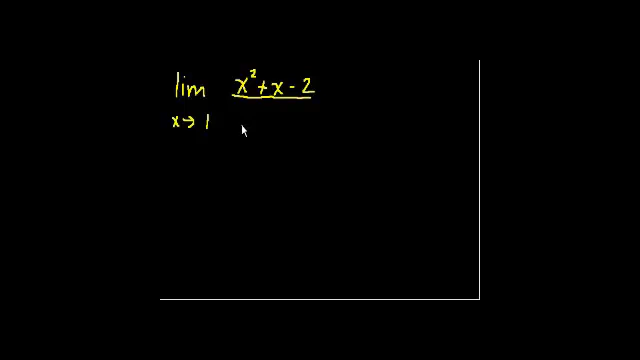 lim x² + x - 2
x → 1